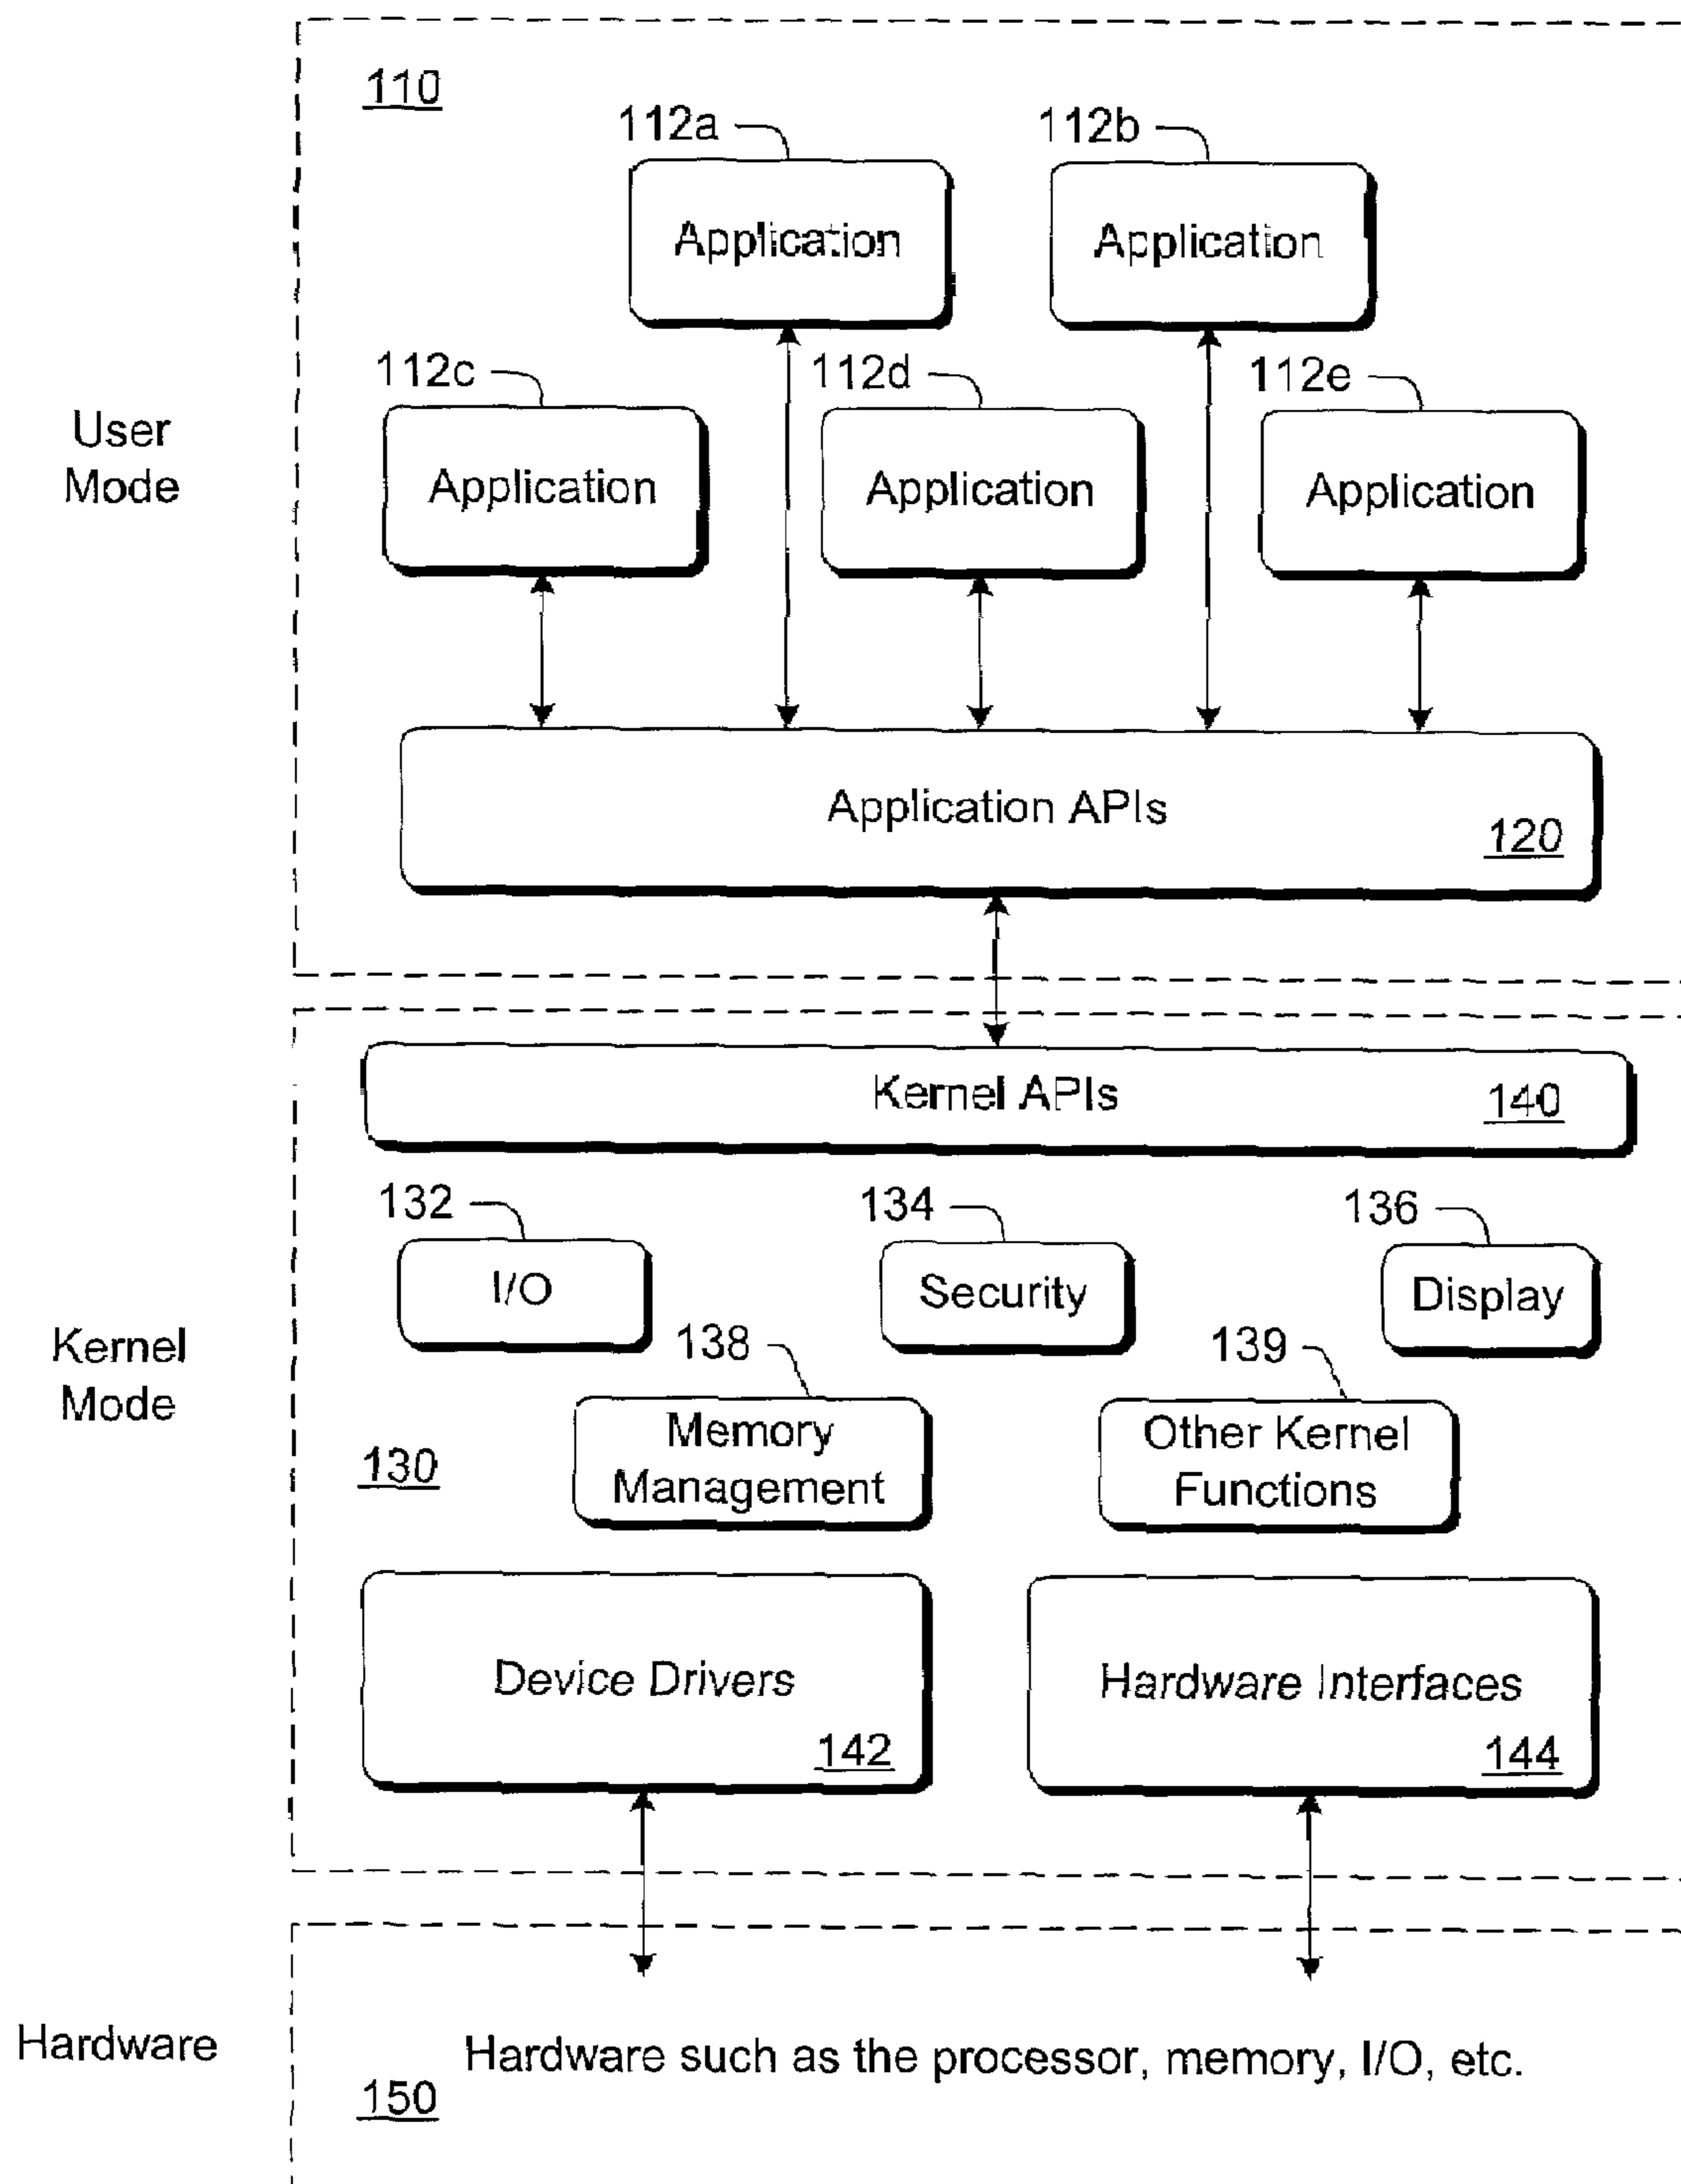 110
112a
112b
Application
Application
112c
112d
112e
User
Mode
Application
Application
Application
Application APIs
120
Kernel APIs
140
132
134
136
I/O
Security
Display
Kernel
Mode
138
139
Memory
Management
Other Kernel
Functions
130
Device Drivers
142
Hardware Interfaces
144
Hardware
Hardware such as the processor, memory, I/O, etc.
150